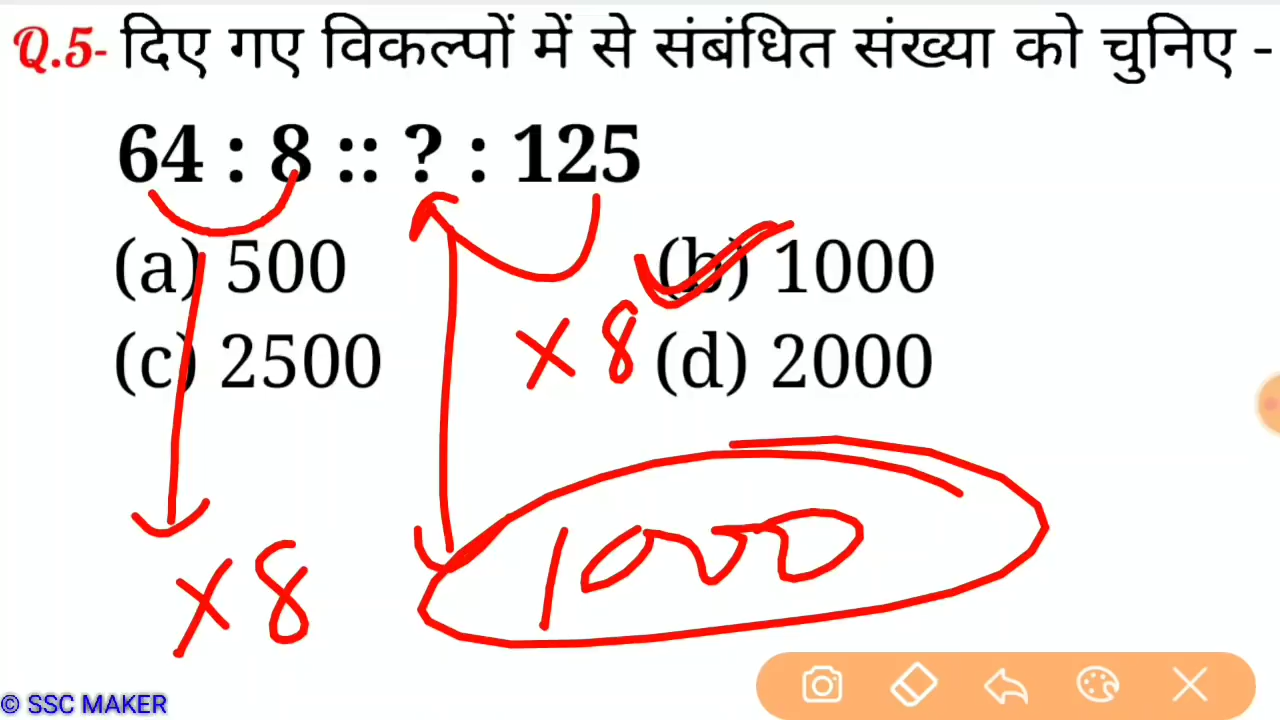 Q.5- दिए गए विकल्पों में से संबंधित संख्या को चुनिए -
64 : 8 :: ? : 125
(a) 500 (b) 1000
× 8
(c) 2500 (d) 2000
1000
× 8
© SSC MAKER